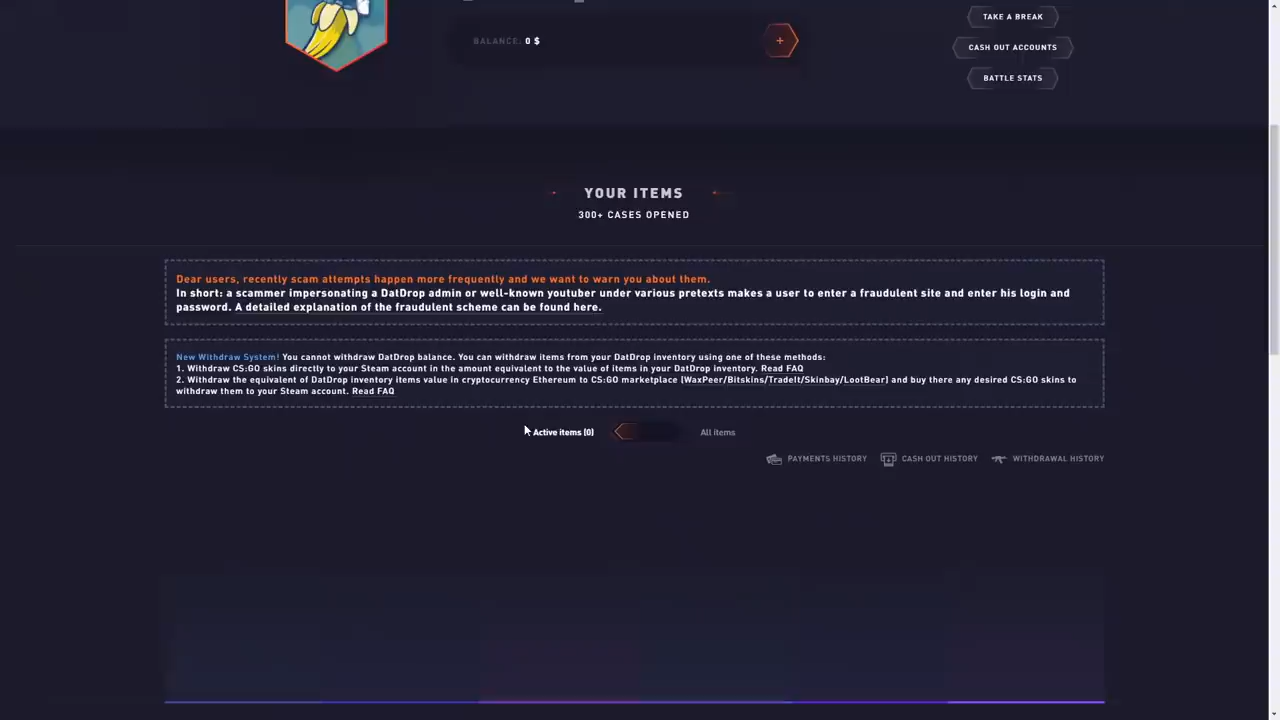 TAKE A BREAK
BALANCE: 0 $
+
CASH OUT ACCOUNTS
BATTLE STATS
YOUR ITEMS
300+ CASES OPENED
Dear users, recently scam attempts happen more frequently and we want to warn you about them.
In short: a scammer impersonating a DatDrop admin or well-known youtuber under various pretexts makes a user to enter a fraudulent site and enter his login and
password. A detailed explanation of the fraudulent scheme can be found here.
New Withdraw System! You cannot withdraw DatDrop balance. You can withdraw items from your DatDrop inventory using one of these methods:
1. Withdraw CS:GO skins directly to your Steam account in the amount equivalent to the value of items in your DatDrop inventory. Read FAQ
2. Withdraw the equivalent of DatDrop inventory items value in cryptocurrency Ethereum to CS:GO marketplace (WaxPeer/Bitskins/TradeIt/Skinbay/LootBear) and buy there any desired CS:GO skins to
withdraw them to your Steam account. Read FAQ
Active items (0) All items
PAYMENTS HISTORY CASH OUT HISTORY WITHDRAWAL HISTORY